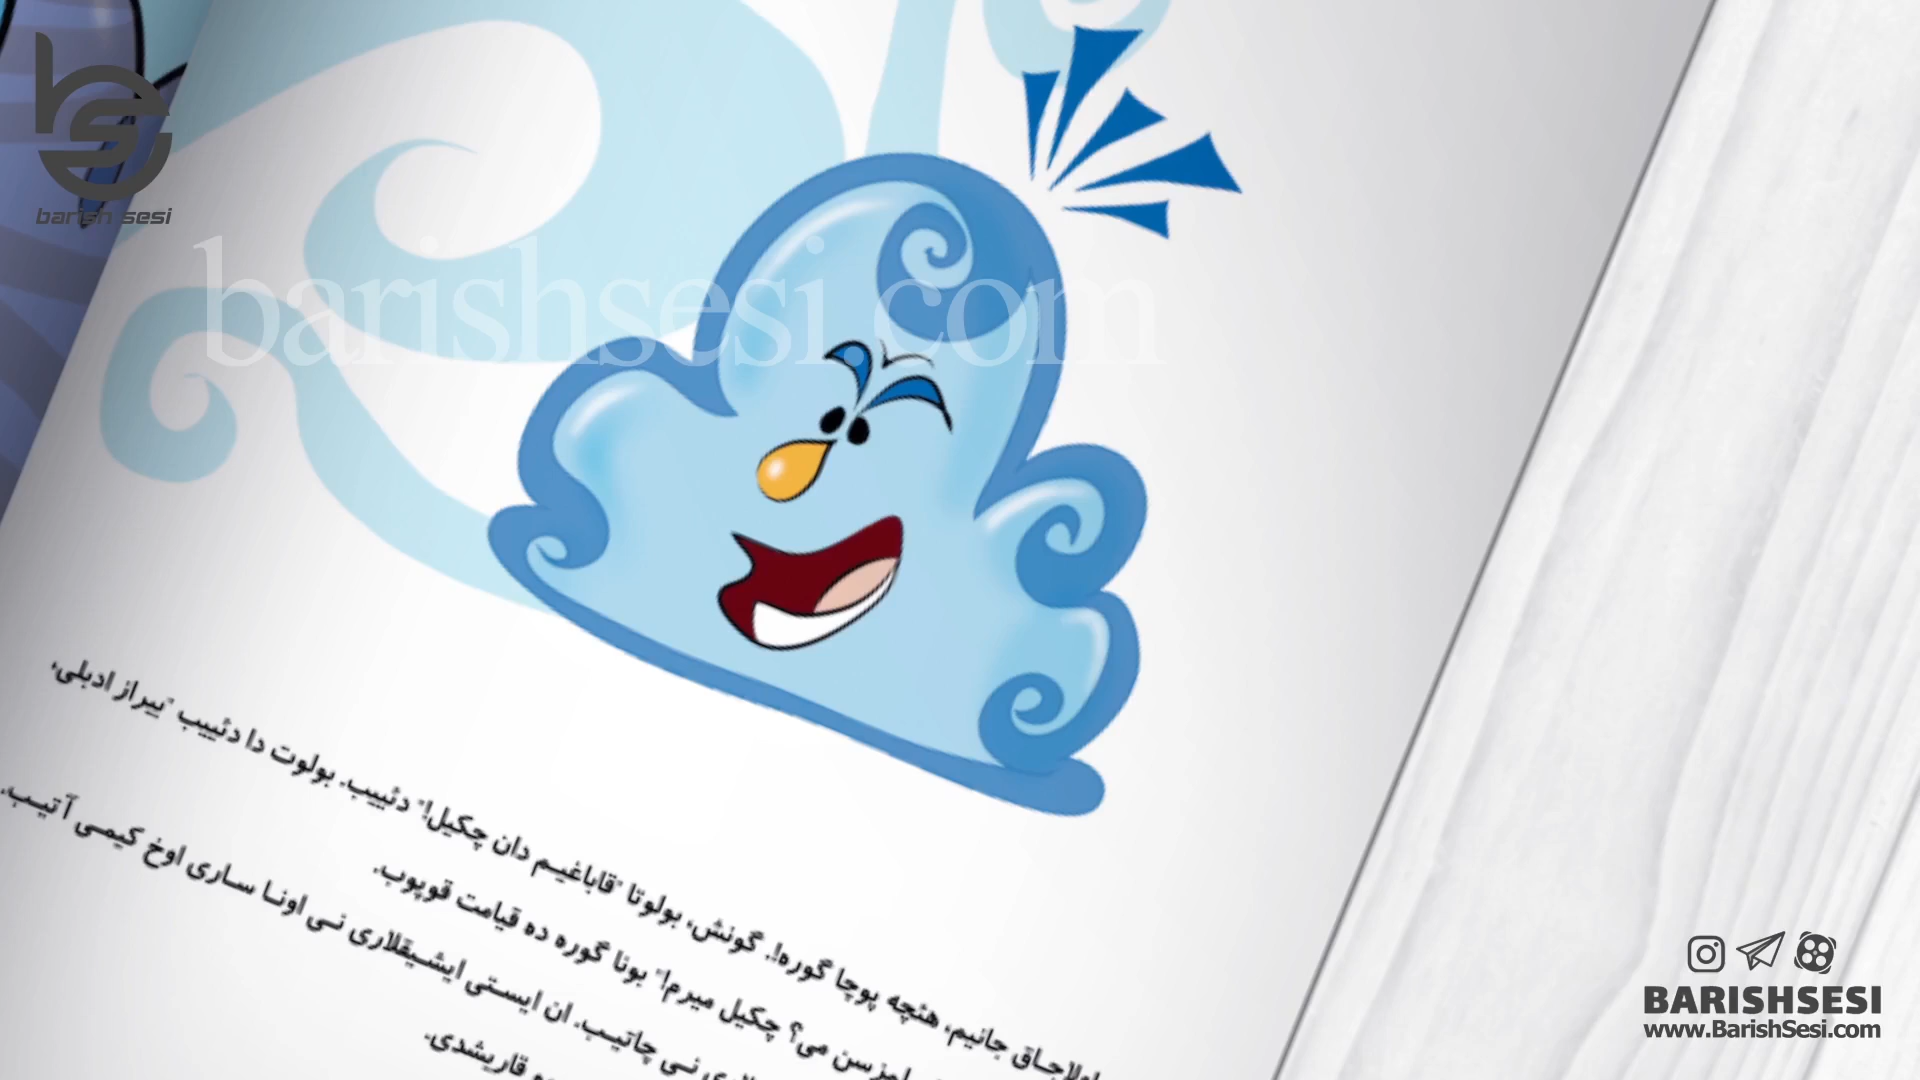 barish sesi
barishsesi.com
جانیم، هئچه پوچا گوره!. گونش، بولوتا "قاباغیم دان چکیل!" دئییب. بولوت دا دئییب "بیراز ادبلی،
می؟ چکیل میرم!" بونا گوره ده قیامت قوپوب.
نی چاتیب. ان ایستی ایشیقلاری نی اونا ساری اوخ کیمی آتیب.
قاریشدی.
BARISHSESI
www.BarishSesi.com